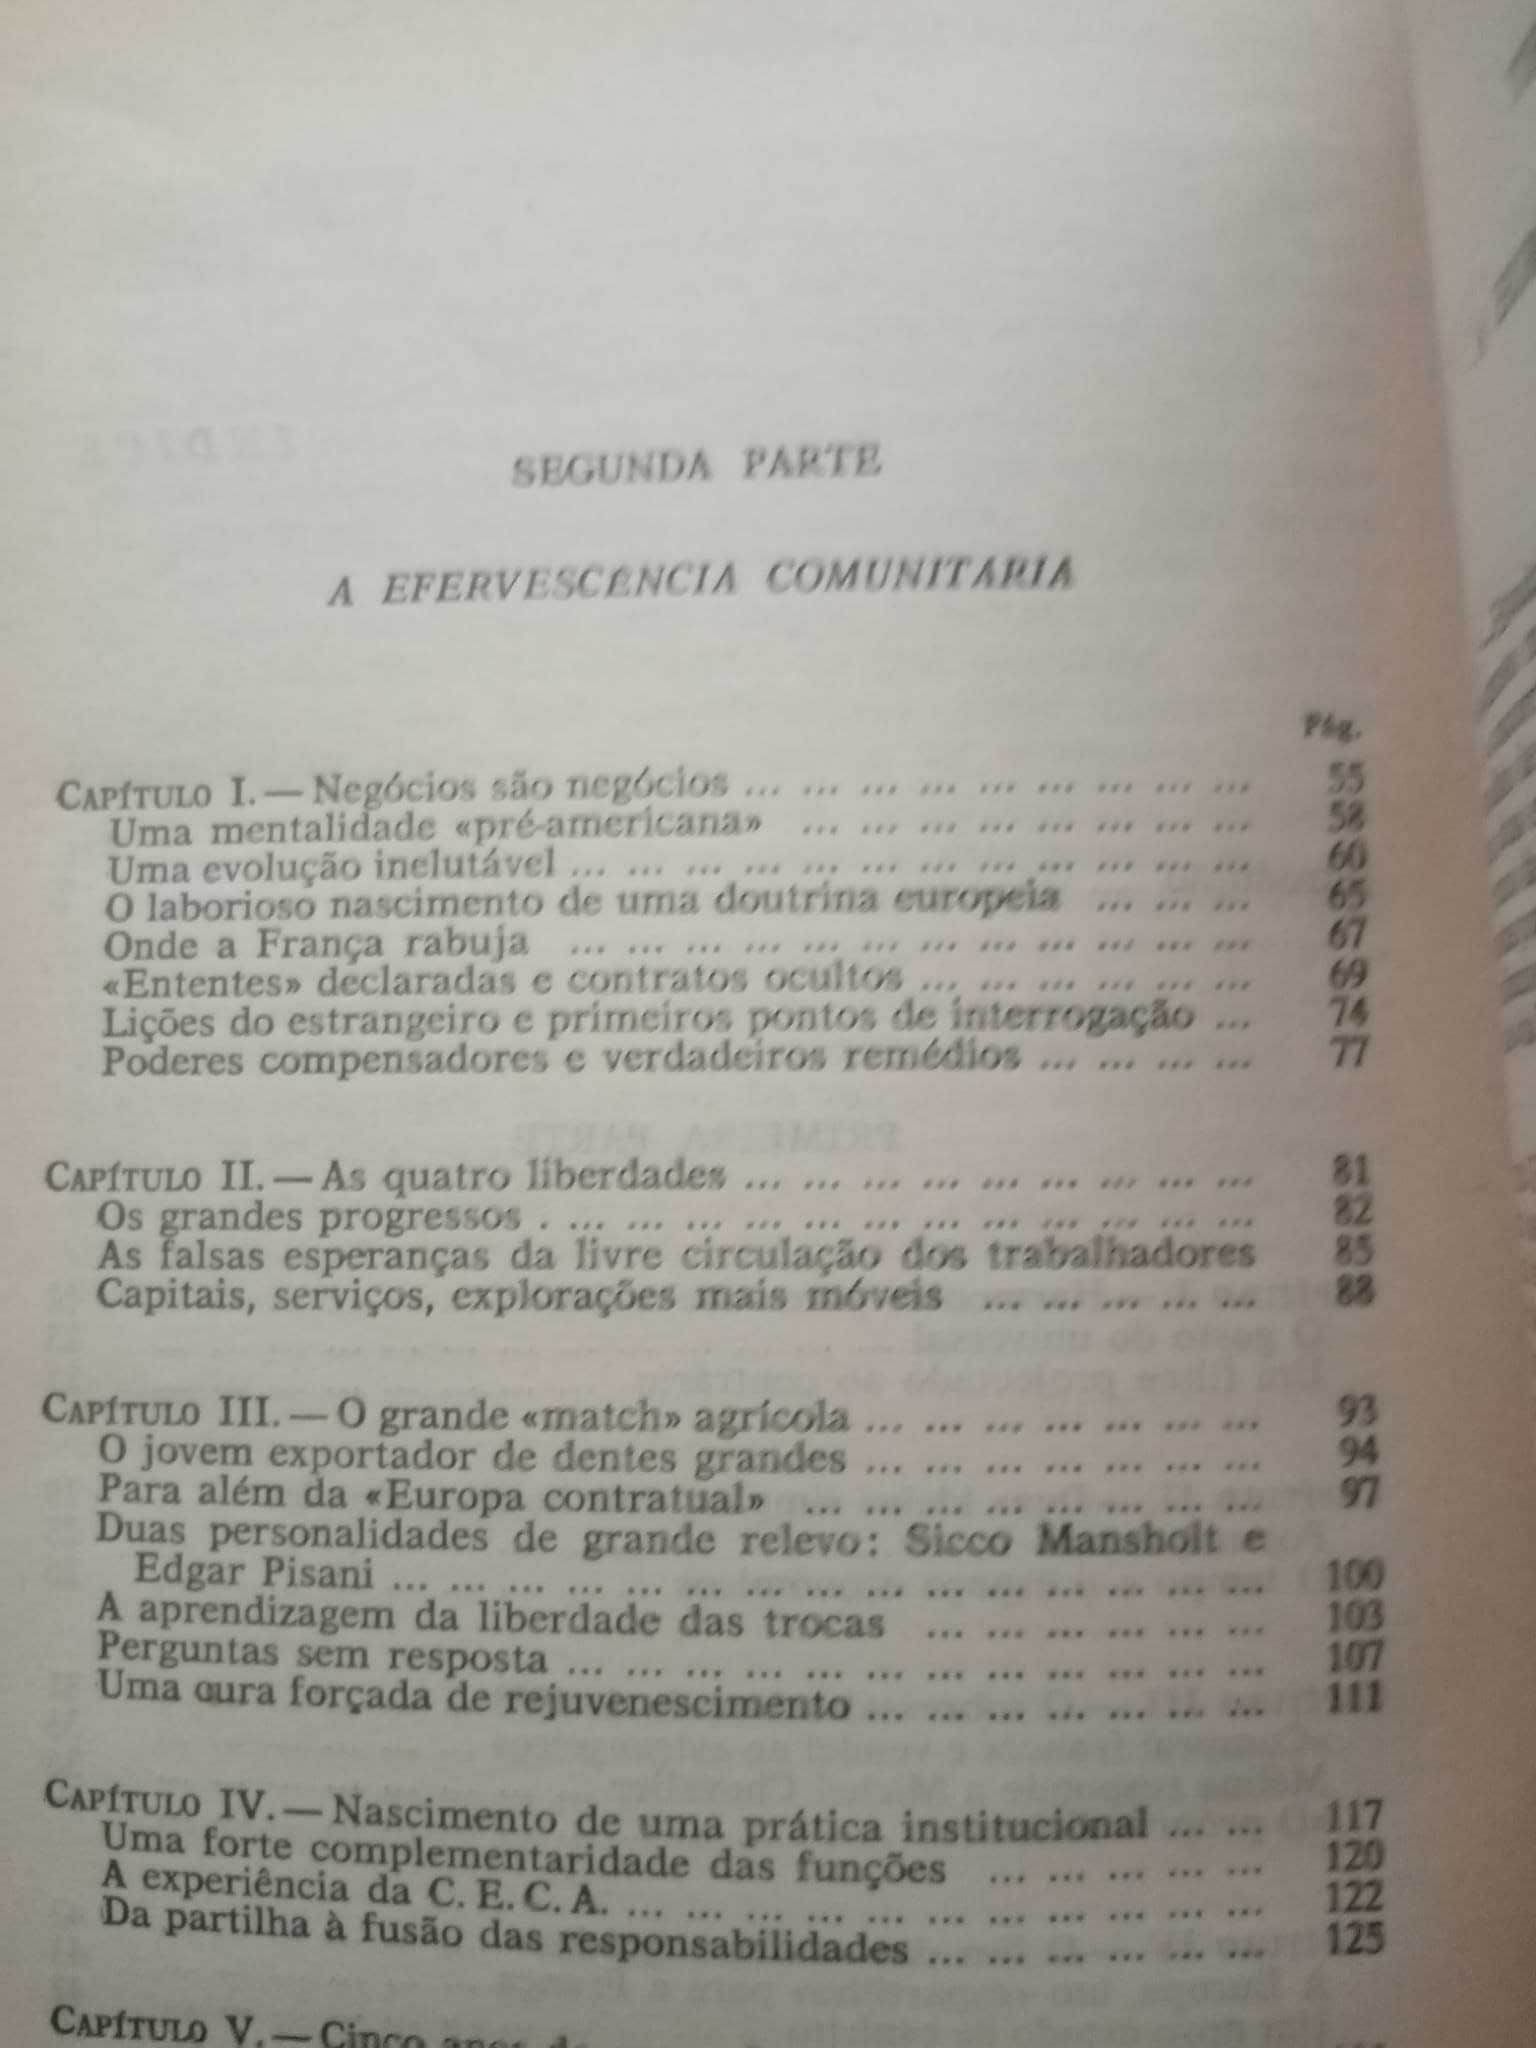 SEGUNDA PARTE
A EFERVESCÊNCIA COMUNITÁRIA
Pág.
CAPÍTULO I. — Negócios são negócios ... ... ... ... ... ... ... ... ... 55
Uma mentalidade «pré-americana» ... ... ... ... ... ... ... ... 58
Uma evolução inelutável ... ... ... ... ... ... ... ... ... ... ... ... 60
O laborioso nascimento de uma doutrina europeia ... ... ... 65
Onde a França rabuja ... ... ... ... ... ... ... ... ... ... ... ... 67
«Ententes» declaradas e contratos ocultos ... ... ... ... ... ... 69
Lições do estrangeiro e primeiros pontos de interrogação ... 74
Poderes compensadores e verdadeiros remédios ... ... ... ... 77
CAPÍTULO II. — As quatro liberdades ... ... ... ... ... ... ... ... ... 81
Os grandes progressos . ... ... ... ... ... ... ... ... ... ... ... ... 82
As falsas esperanças da livre circulação dos trabalhadores 85
Capitais, serviços, explorações mais móveis ... ... ... ... ... 88
CAPÍTULO III. — O grande «match» agrícola ... ... ... ... ... ... ... 93
O jovem exportador de dentes grandes ... ... ... ... ... ... ... 94
Para além da «Europa contratual» ... ... ... ... ... ... ... ... 97
Duas personalidades de grande relevo: Sicco Mansholt e
Edgar Pisani ... ... ... ... ... ... ... ... ... ... ... ... ... ... ... 100
A aprendizagem da liberdade das trocas ... ... ... ... ... ... 103
Perguntas sem resposta ... ... ... ... ... ... ... ... ... ... ... ... 107
Uma cura forçada de rejuvenescimento ... ... ... ... ... ... ... 111
CAPÍTULO IV. — Nascimento de uma prática institucional ... ... 117
Uma forte complementaridade das funções ... ... ... ... ... 120
A experiência da C. E. C. A. ... ... ... ... ... ... ... ... ... ... ... 122
Da partilha à fusão das responsabilidades ... ... ... ... ... ... 125
CAPÍTULO V. — Cinco anos de